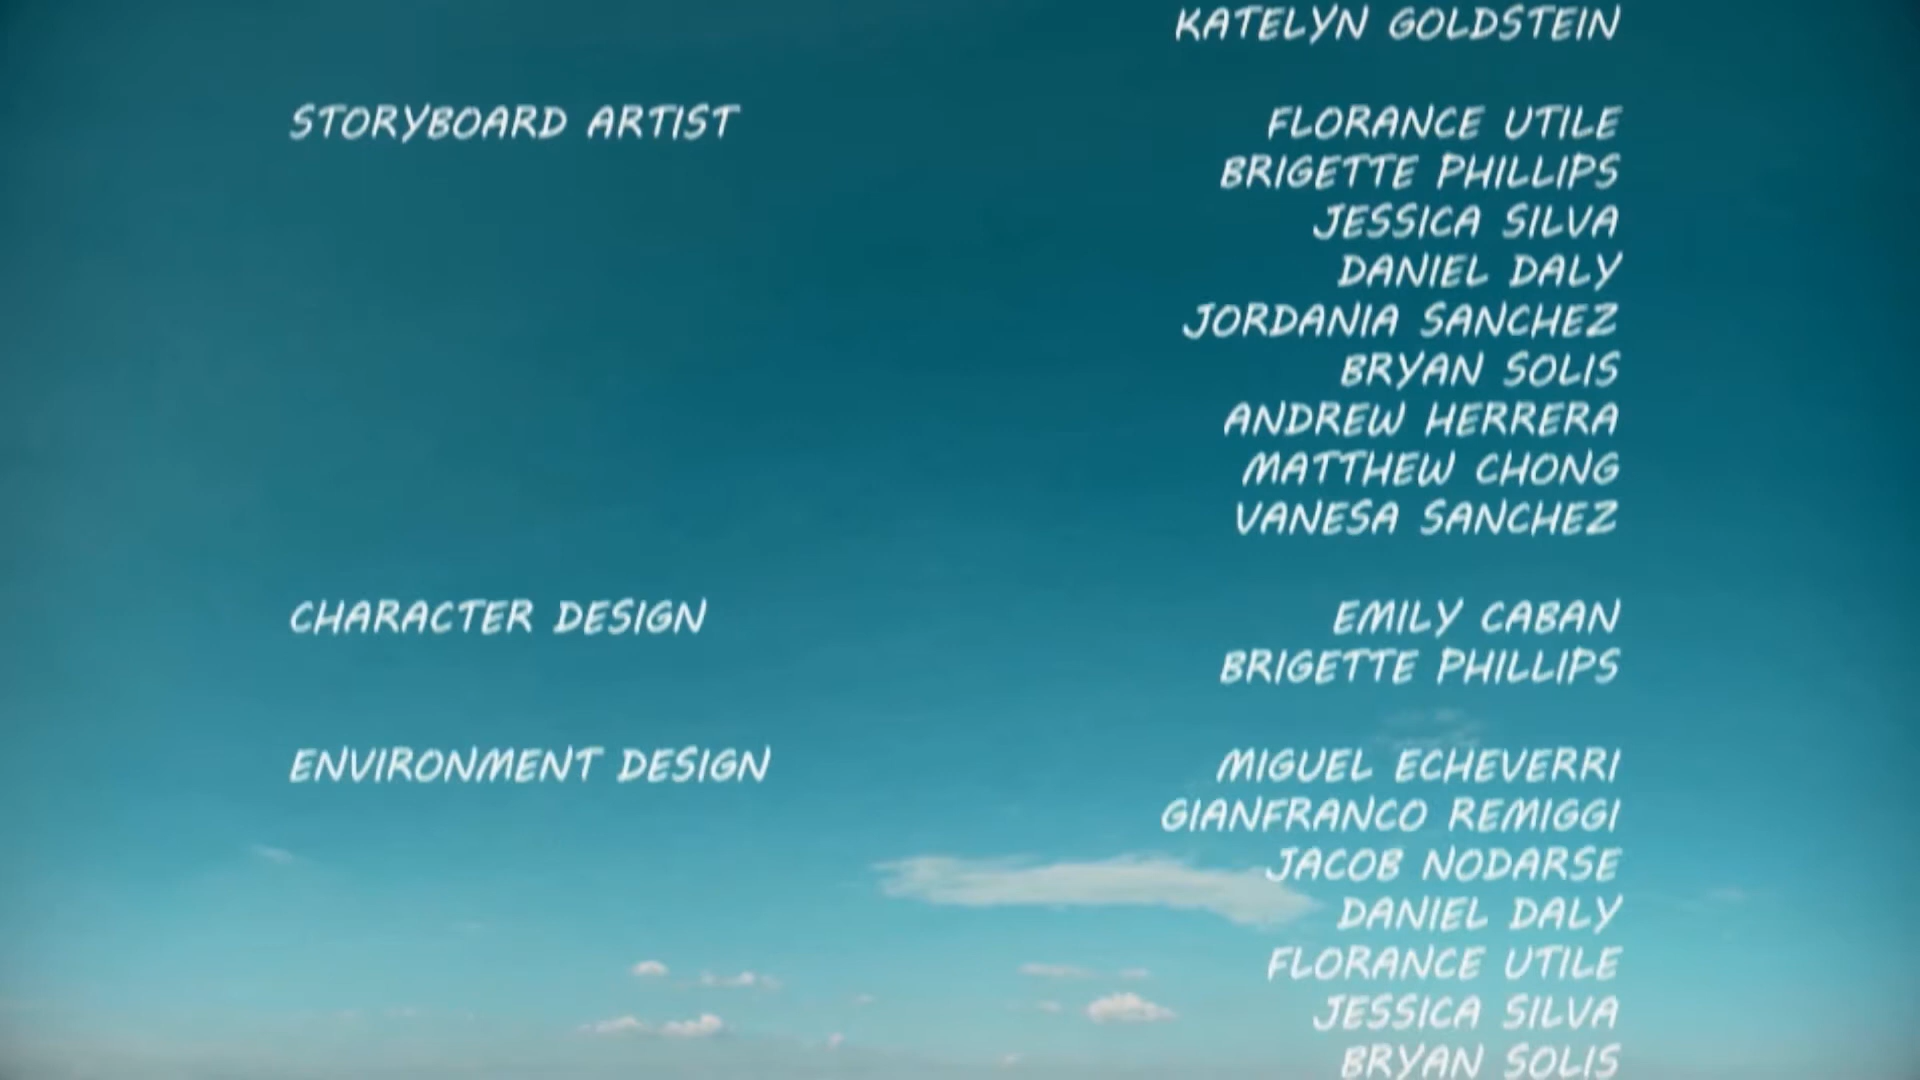 KATELYN GOLDSTEIN
STORYBOARD ARTIST FLORANCE UTILE
BRIGETTE PHILLIPS
JESSICA SILVA
DANIEL DALY
JORDANIA SANCHEZ
BRYAN SOLIS
ANDREW HERRERA
MATTHEW CHONG
VANESA SANCHEZ
CHARACTER DESIGN EMILY CABAN
BRIGETTE PHILLIPS
ENVIRONMENT DESIGN MIGUEL ECHEVERRI
GIANFRANCO REMIGGI
JACOB NODARSE
DANIEL DALY
FLORANCE UTILE
JESSICA SILVA
BRYAN SOLIS